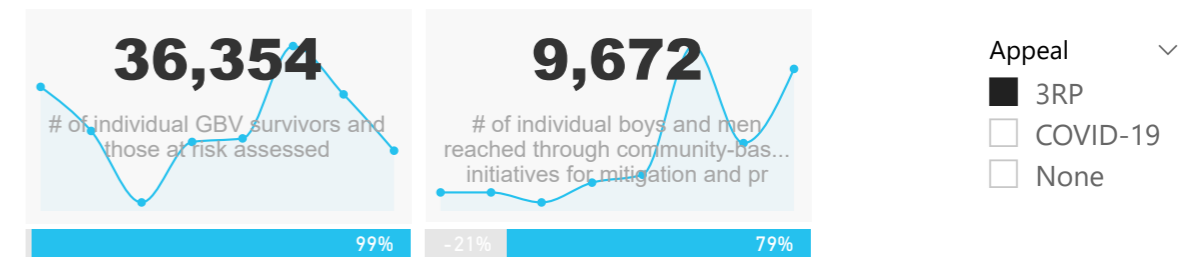 36,354
# of individual GBV survivors and
those at risk assessed
99%
9,672
# of individual boys and men
reached through community-bas...
initiatives for mitigation and pr
-21%
79%
Appeal
3RP
COVID-19
None